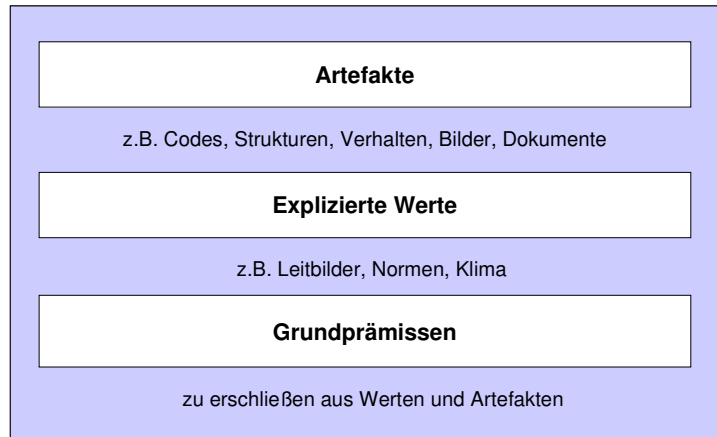 Artefakte
z.B. Codes, Strukturen, Verhalten, Bilder, Dokumente
Explizierte Werte
z.B. Leitbilder, Normen, Klima
Grundprämissen
zu erschließen aus Werten und Artefakten